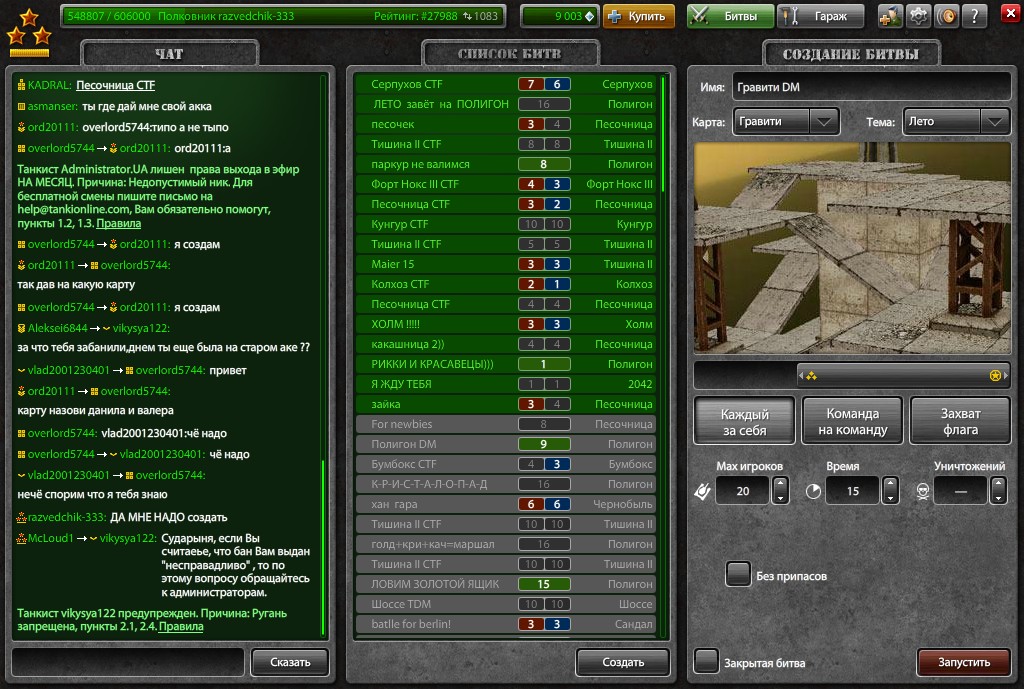 548807 / 606000 Полковник razvedchik-333
Рейтинг: #27988 1083
9 003
Купить
Битвы
Гараж
?
ЧАТ
KADRAL: Песочница CTF
asmanser: ты где дай мне свой акка
ord20111: overlord5744:типо а не тыпо
overlord5744 → ord20111: ord20111:а
Танкист Administrator.UA лишен права выхода в эфир
НА МЕСЯЦ. Причина: Недопустимый ник. Для
бесплатной смены пишите письмо на
help@tankionline.com, Вам обязательно помогут,
пункты 1.2, 1.3. Правила
overlord5744 → ord20111: я создам
ord20111 → overlord5744:
так дав на какую карту
overlord5744 → ord20111: я создам
Aleksei6844 → vikysya122:
за что тебя забанили,днем ты еще была на старом аке ??
vlad2001230401 → overlord5744: привет
ord20111 → overlord5744:
карту назови данила и валера
overlord5744: vlad2001230401:чё надо
overlord5744 → vlad2001230401: чё надо
vlad2001230401 → overlord5744:
нечё спорим что я тебя знаю
razvedchik-333: ДА МНЕ НАДО создать
McLoud1 → vikysya122: Сударыня, если Вы
считаеье, что бан Вам выдан
"несправадливо" , то по
этому вопросу обращайтесь
к администраторам.
Танкист vikysya122 предупрежден. Причина: Ругань
запрещена, пункты 2.1, 2.4. Правила
Сказать
СПИСОК БИТВ
Серпухов CTF 7 6 Серпухов
ЛЕТО завёт на ПОЛИГОН 16 Полигон
песочек 3 4 Песочница
Тишина II CTF 8 8 Тишина II
паркур не валимся 8 Полигон
Форт Нокс III CTF 4 3 Форт Нокс III
Песочница CTF 3 2 Песочница
Кунгур CTF 10 10 Кунгур
Тишина II CTF 5 5 Тишина II
Maier 15 3 3 Тишина II
Колхоз CTF 2 1 Колхоз
Песочница CTF 4 4 Песочница
ХОЛМ !!!!! 3 3 Холм
какашница 2)) 4 4 Песочница
РИККИ И КРАСАВЕЦЫ))) 1 Полигон
Я ЖДУ ТЕБЯ 1 1 2042
зайка 3 4 Песочница
For newbies 8 Песочница
Полигон DM 9 Полигон
Бумбокс CTF 4 3 Бумбокс
К-Р-И-С-Т-А-Л-О-П-А-Д 16 Полигон
хан гара 6 6 Чернобыль
Тишина II CTF 10 10 Тишина II
голд+кри+кач=маршал 16 Полигон
Тишина II CTF 10 10 Тишина II
ЛОВИМ ЗОЛОТОЙ ЯЩИК 15 Полигон
Шоссе TDM 10 10 Шоссе
batlle for berlin! 3 3 Сандал
Создать
СОЗДАНИЕ БИТВЫ
Имя: Гравити DM
Карта: Гравити Тема: Лето
Каждый
за себя
Команда
на команду
Захват
флага
Мах игроков Время Уничтожений
20 15 —
Без припасов
Закрытая битва
Запустить